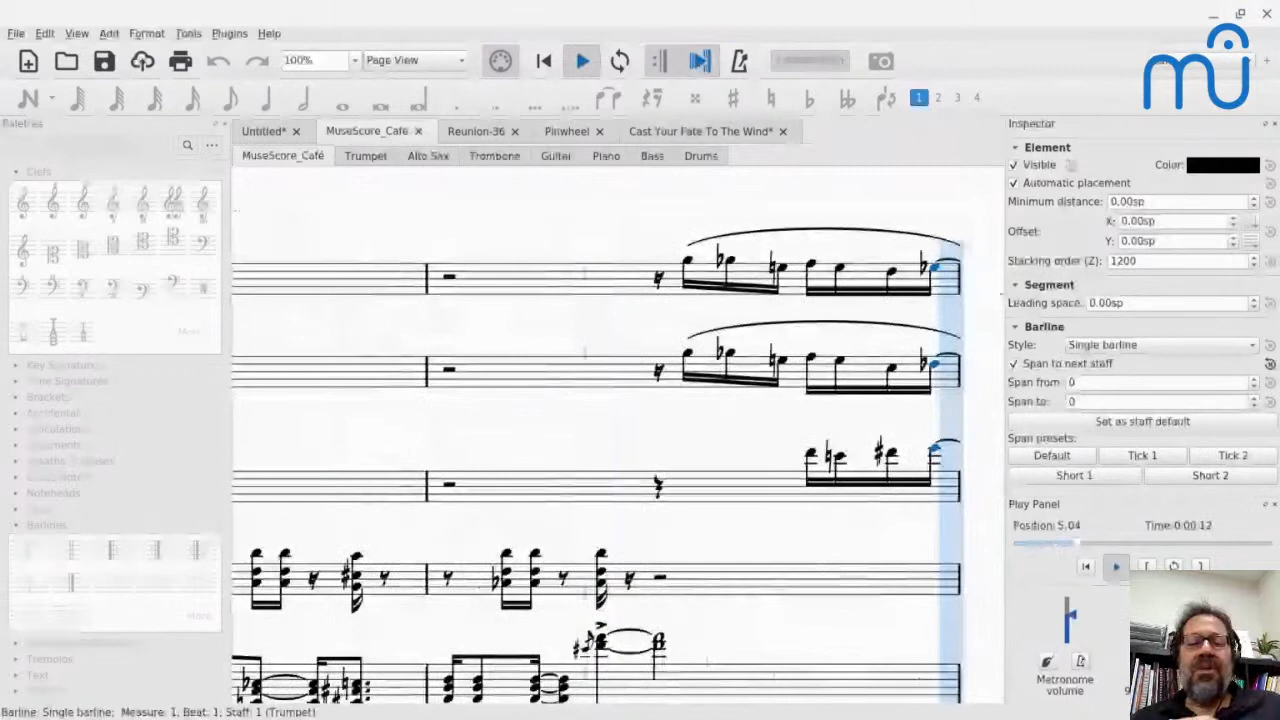 File Edit View Add Format Tools Plugins Help
100% Page View
1 2 3 4
Palettes
Untitled* MuseScore_Café Reunion-36 Pinwheel Cast Your Fate To The Wind*
MuseScore_Café Trumpet Alto Sax Trombone Guitar Piano Bass Drums
Clefs
More
Key Signatures
Time Signatures
Brackets
Accidental
Noteheads
Barlines
More
Tremolos
Text
Inspector
Element
Visible Color:
Automatic placement
Minimum distance: 0.00sp
Offset: X: 0.00sp
Y: 0.00sp
Stacking order (Z): 1200
Segment
Leading space: 0.00sp
Barline
Style: Single barline
Span to next staff
Span from 0
Span to: 0
Set as staff default
Span presets:
Default Tick 1 Tick 2
Short 1 Short 2
Play Panel
Position: 5.04 Time: 0:00:12
Metronome
volume
Barline: Single barline; Measure: 1, Beat: 1, Staff: 1 (Trumpet)